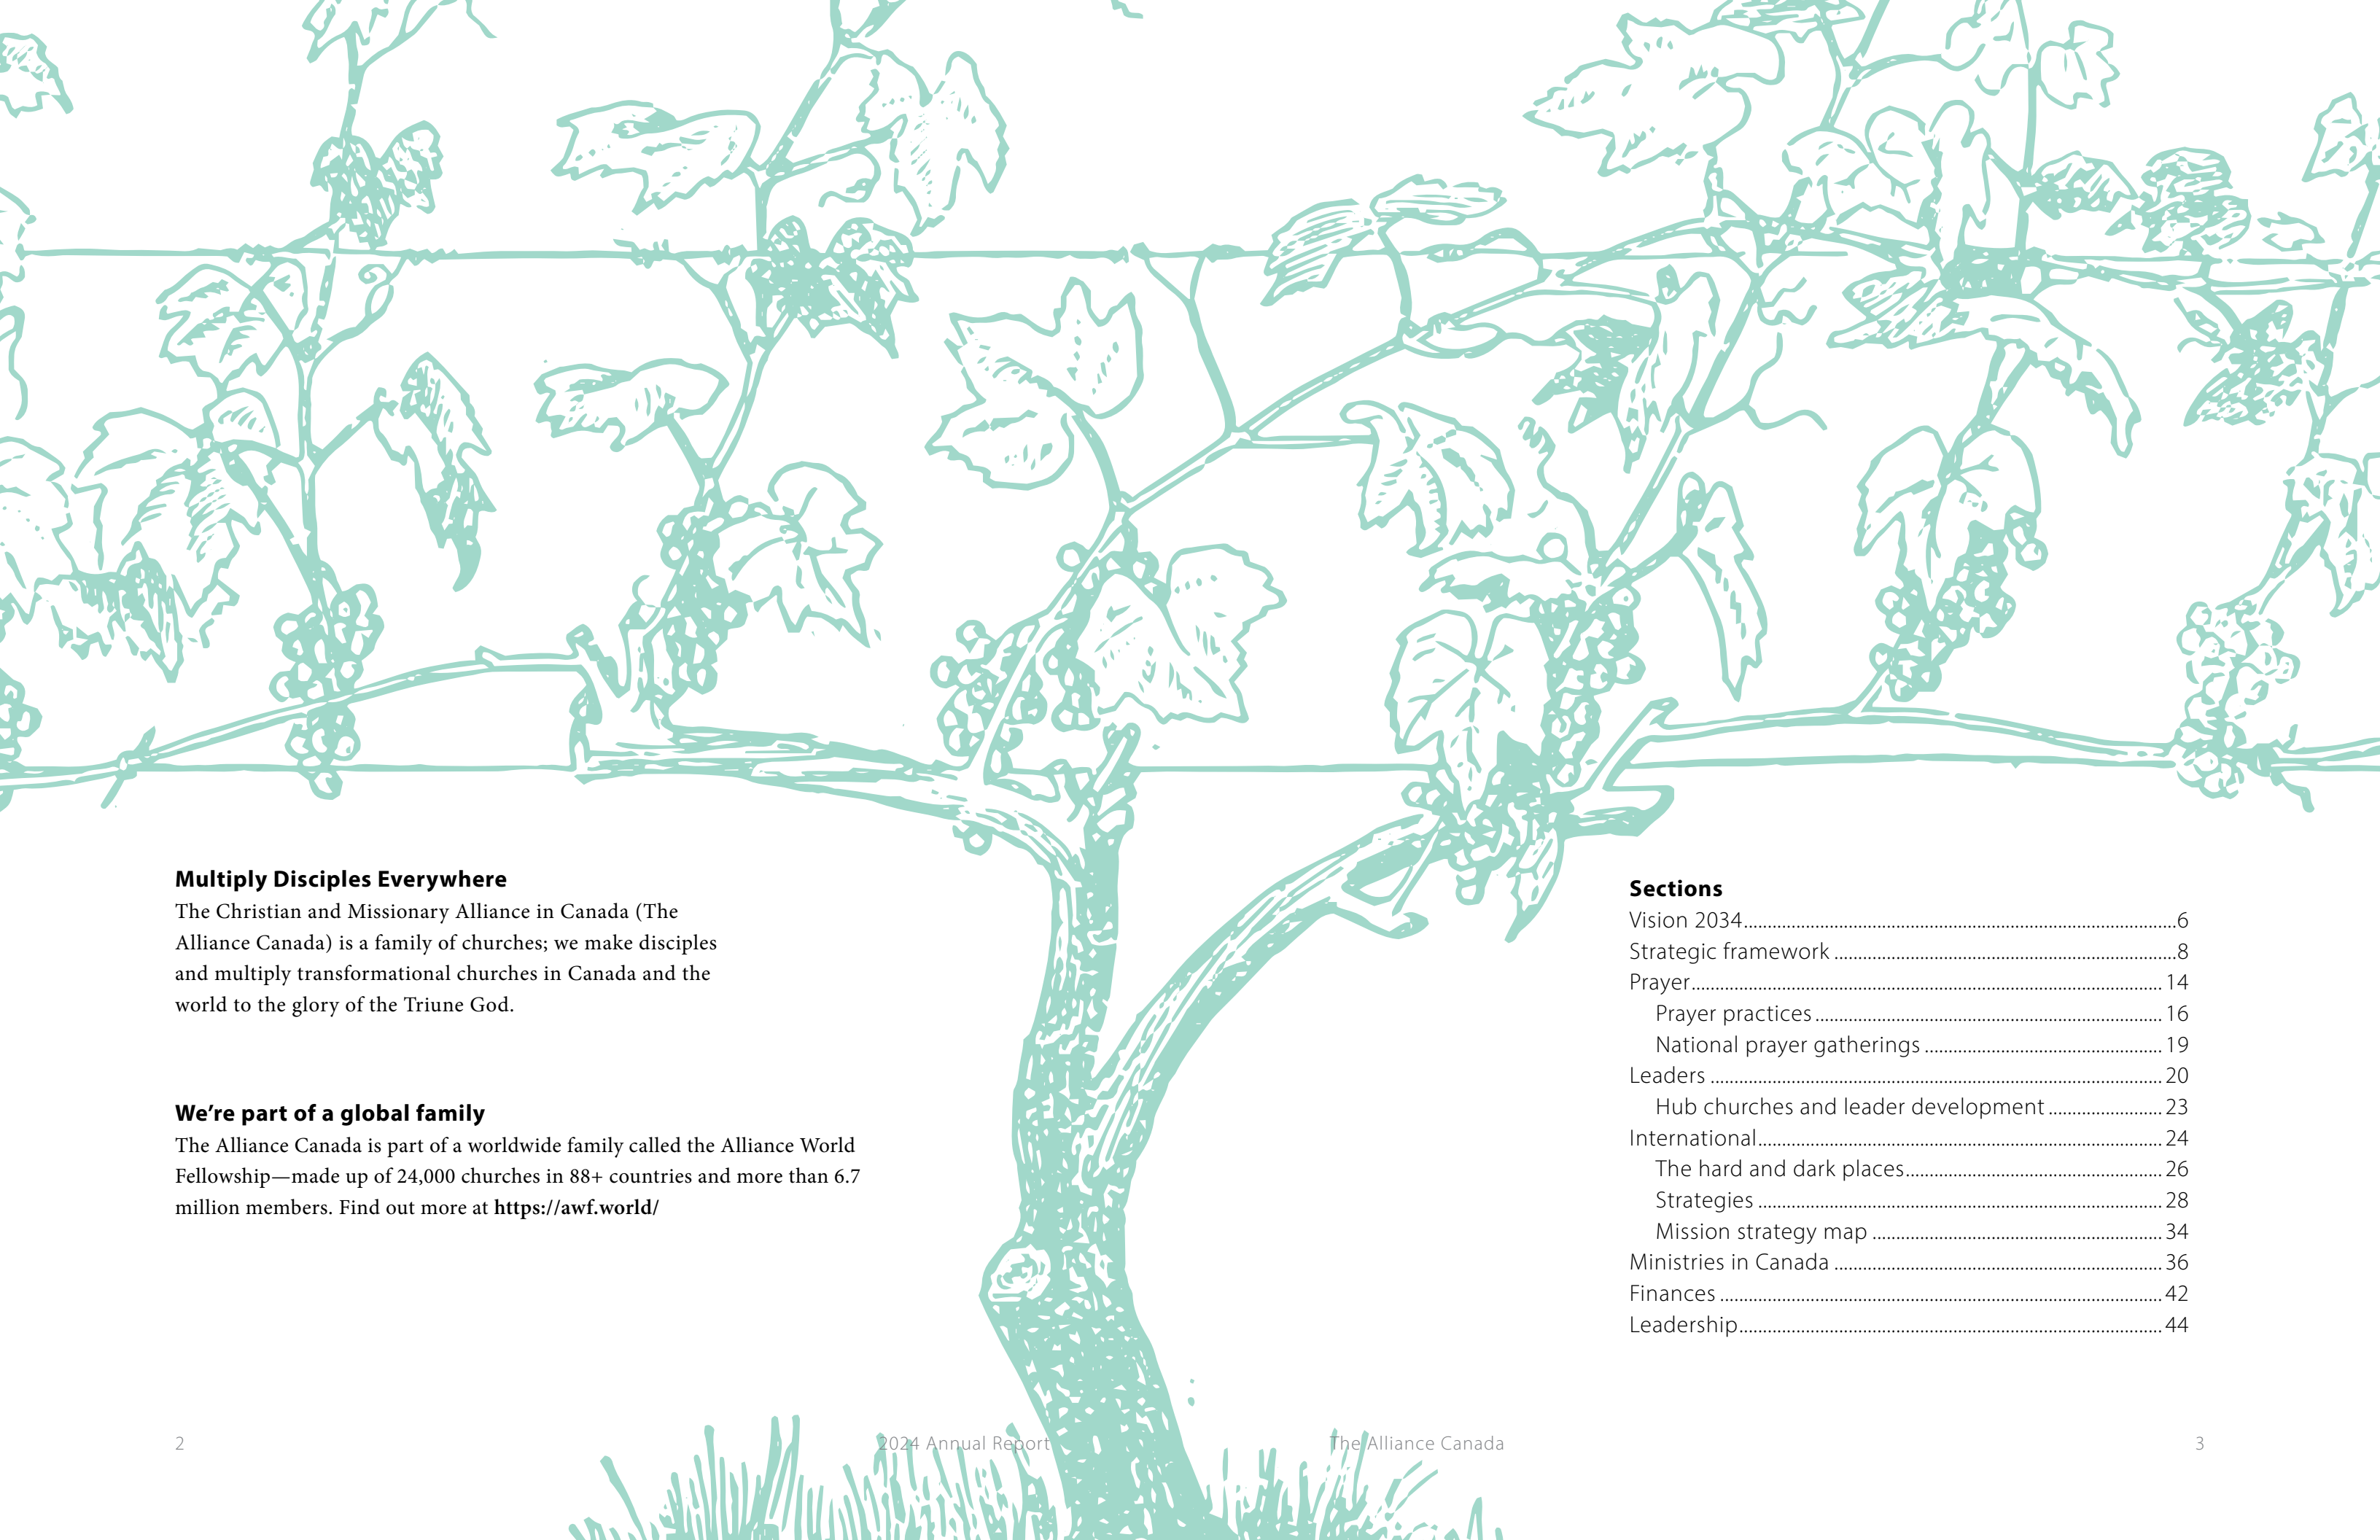 Multiply Disciples Everywhere
The Christian and Missionary Alliance in Canada (The
Alliance Canada) is a family of churches; we make disciples
and multiply transformational churches in Canada and the
world to the glory of the Triune God.
We’re part of a global family
The Alliance Canada is part of a worldwide family called the Alliance World
Fellowship—made up of 24,000 churches in 88+ countries and more than 6.7
million members. Find out more at https://awf.world/
2
2024 Annual Report
Sections
Vision 2034 6
Strategic framework 8
Prayer 14
Prayer practices 16
National prayer gatherings 19
Leaders 20
Hub churches and leader development 23
International 24
The hard and dark places 26
Strategies 28
Mission strategy map 34
Ministries in Canada 36
Finances 42
Leadership 44
The Alliance Canada
3